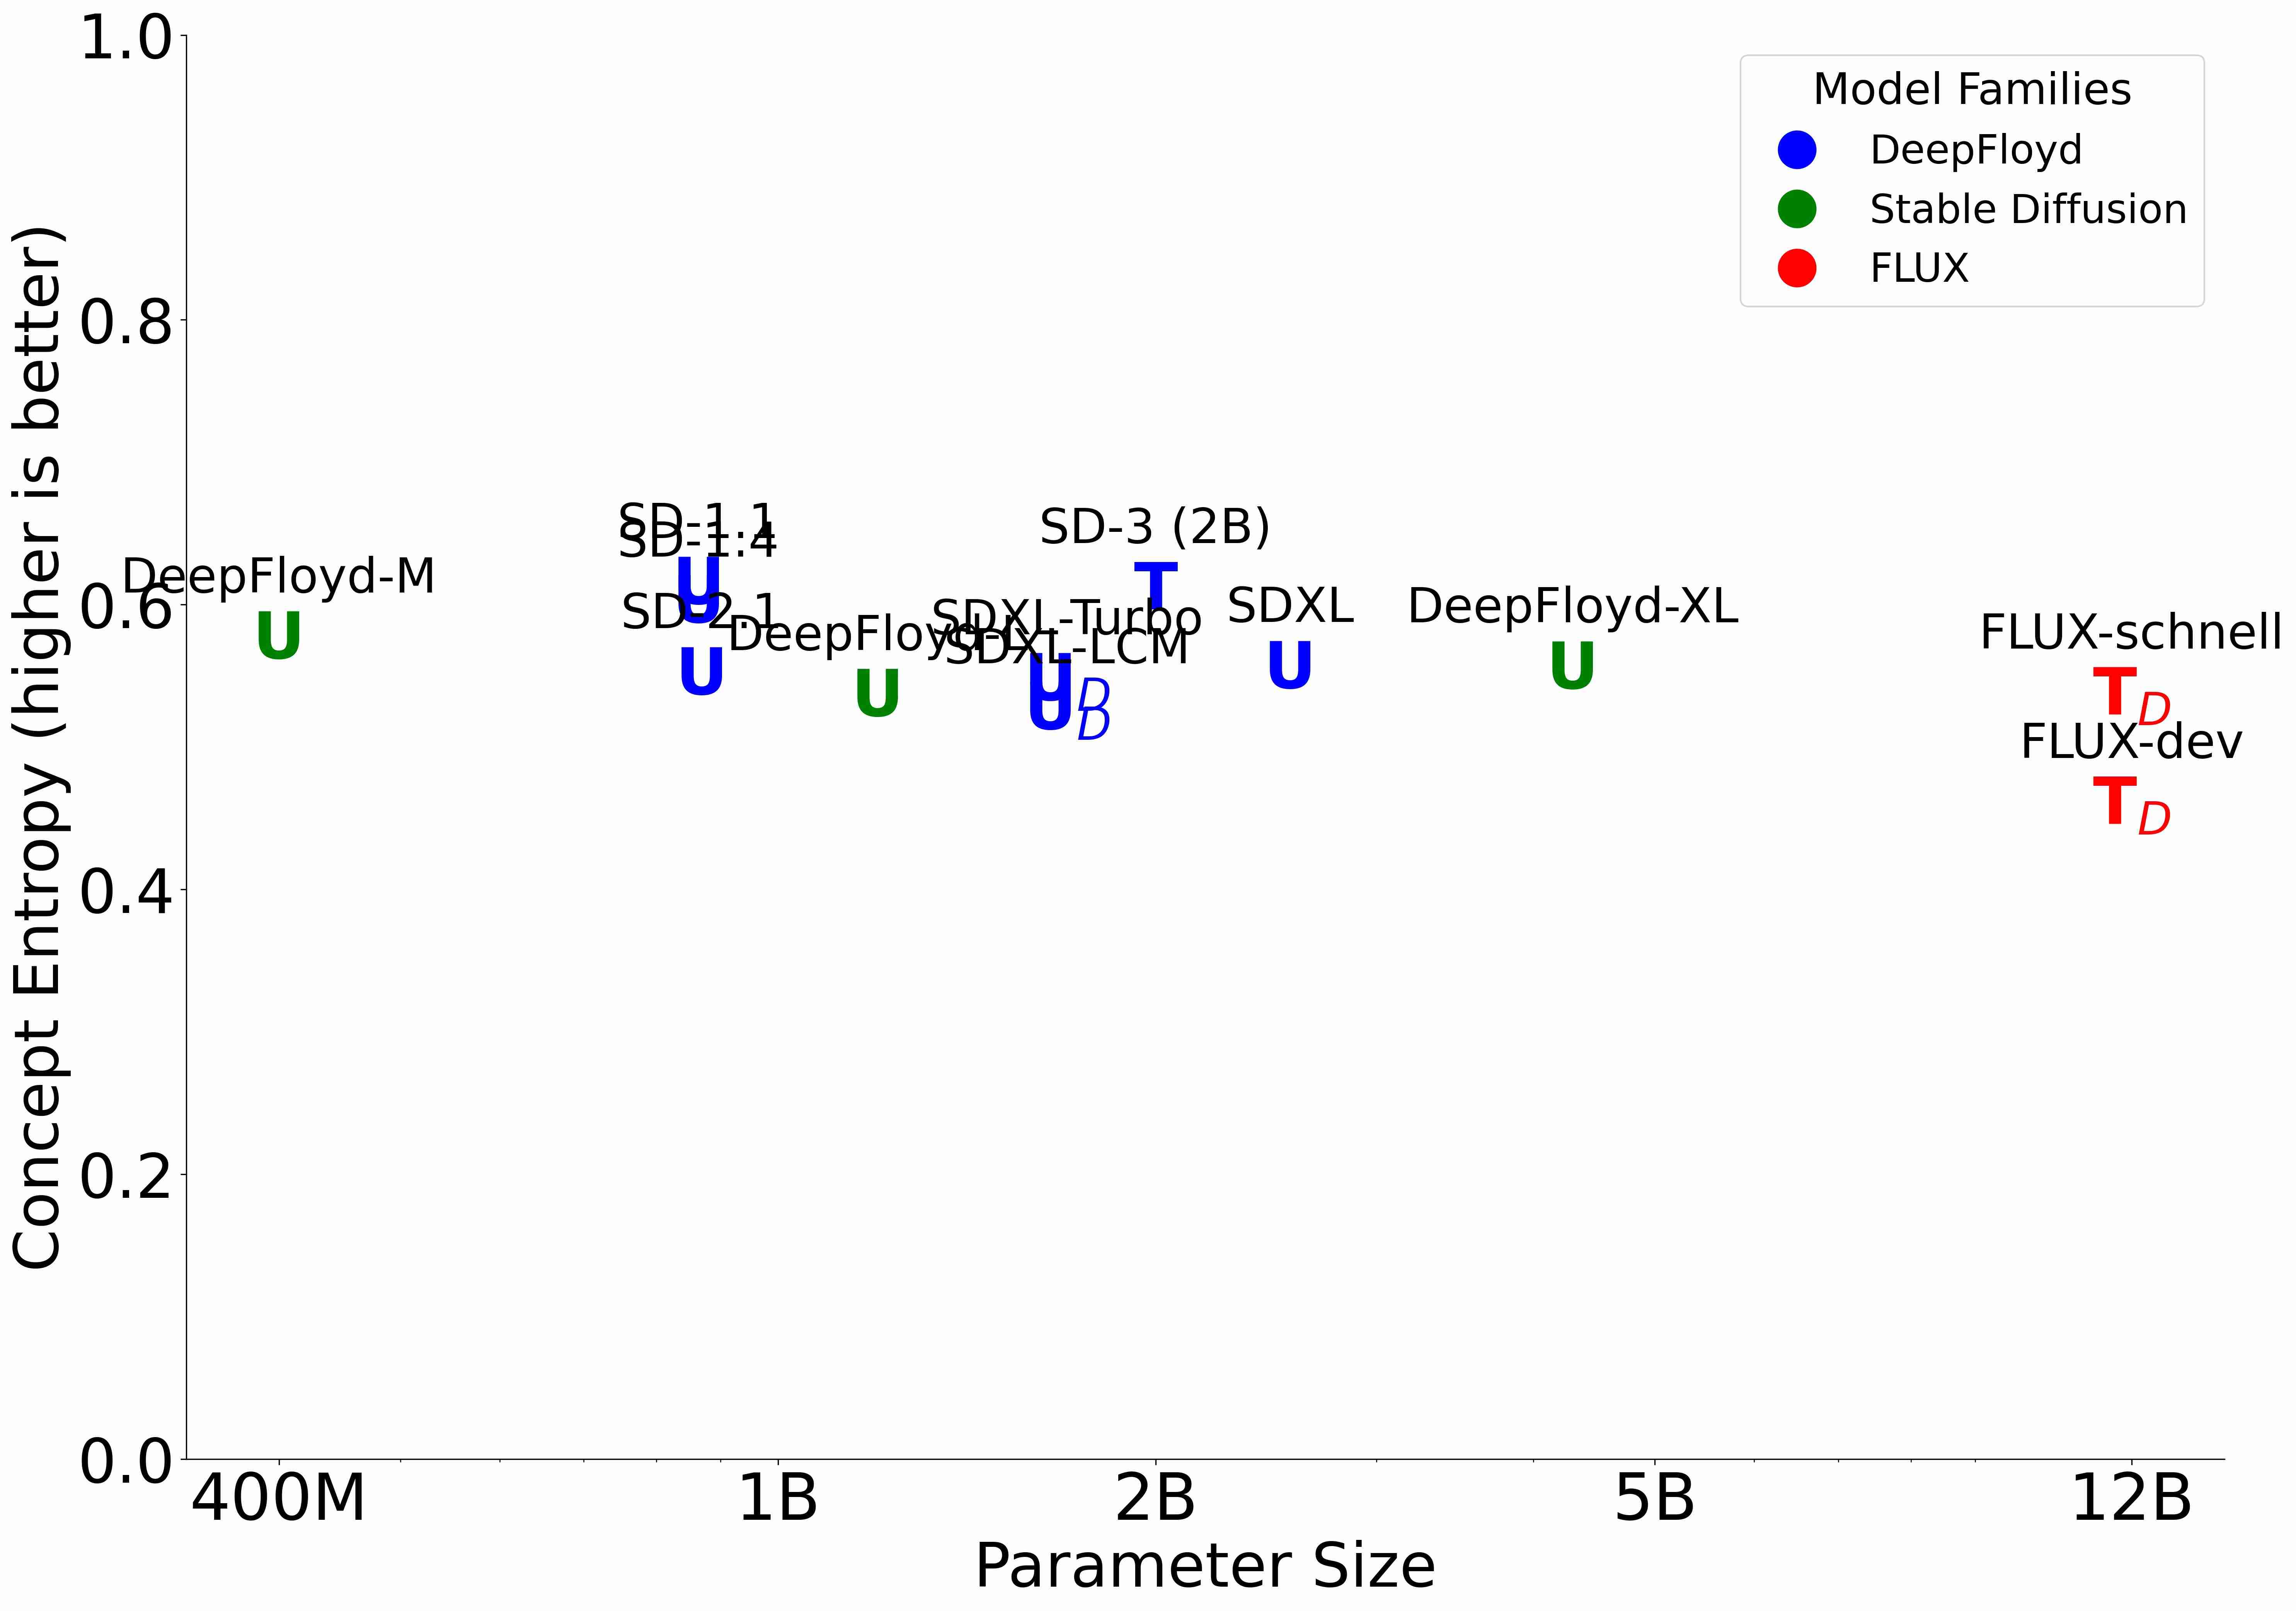 Concept Entropy (higher is better)
1.0
0.8
0.6
0.4
0.2
0.0
Model Families
DeepFloyd
Stable Diffusion
FLUX
SD-1.1
SD-1.4
SD-3 (2B)
DeepFloyd-M
SD-2.1
SDXL-Turbo
SDXL
DeepFloyd-XL
DeepFloyd-L
SDXL-LCM
FLUX-schnell
FLUX-dev
U
U
U
T
U
U
U
U
U
U
T D
D
D
T D
400M
1B
2B
5B
12B
Parameter Size